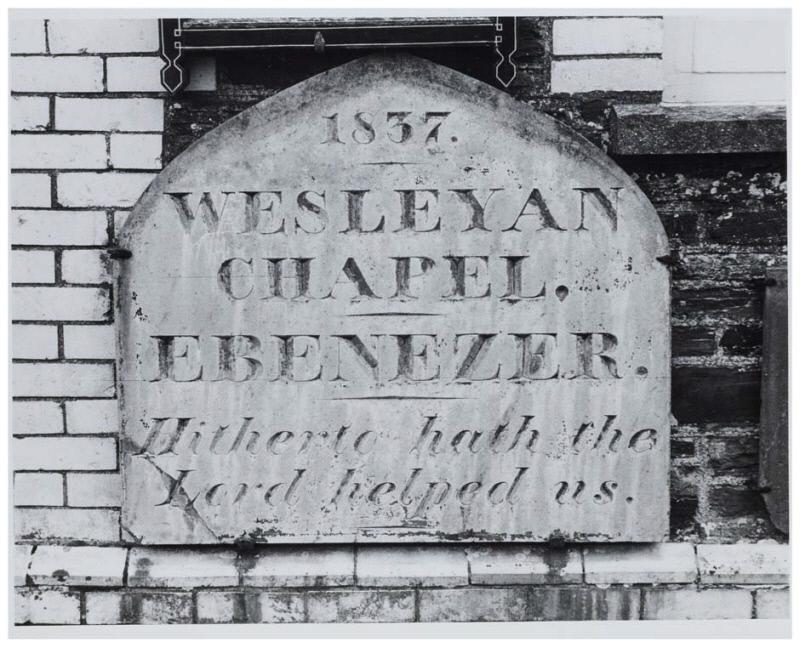 1837.
WESLEYAN
CHAPEL.
EBENEZER.
Hitherto hath the
Lord helped us.